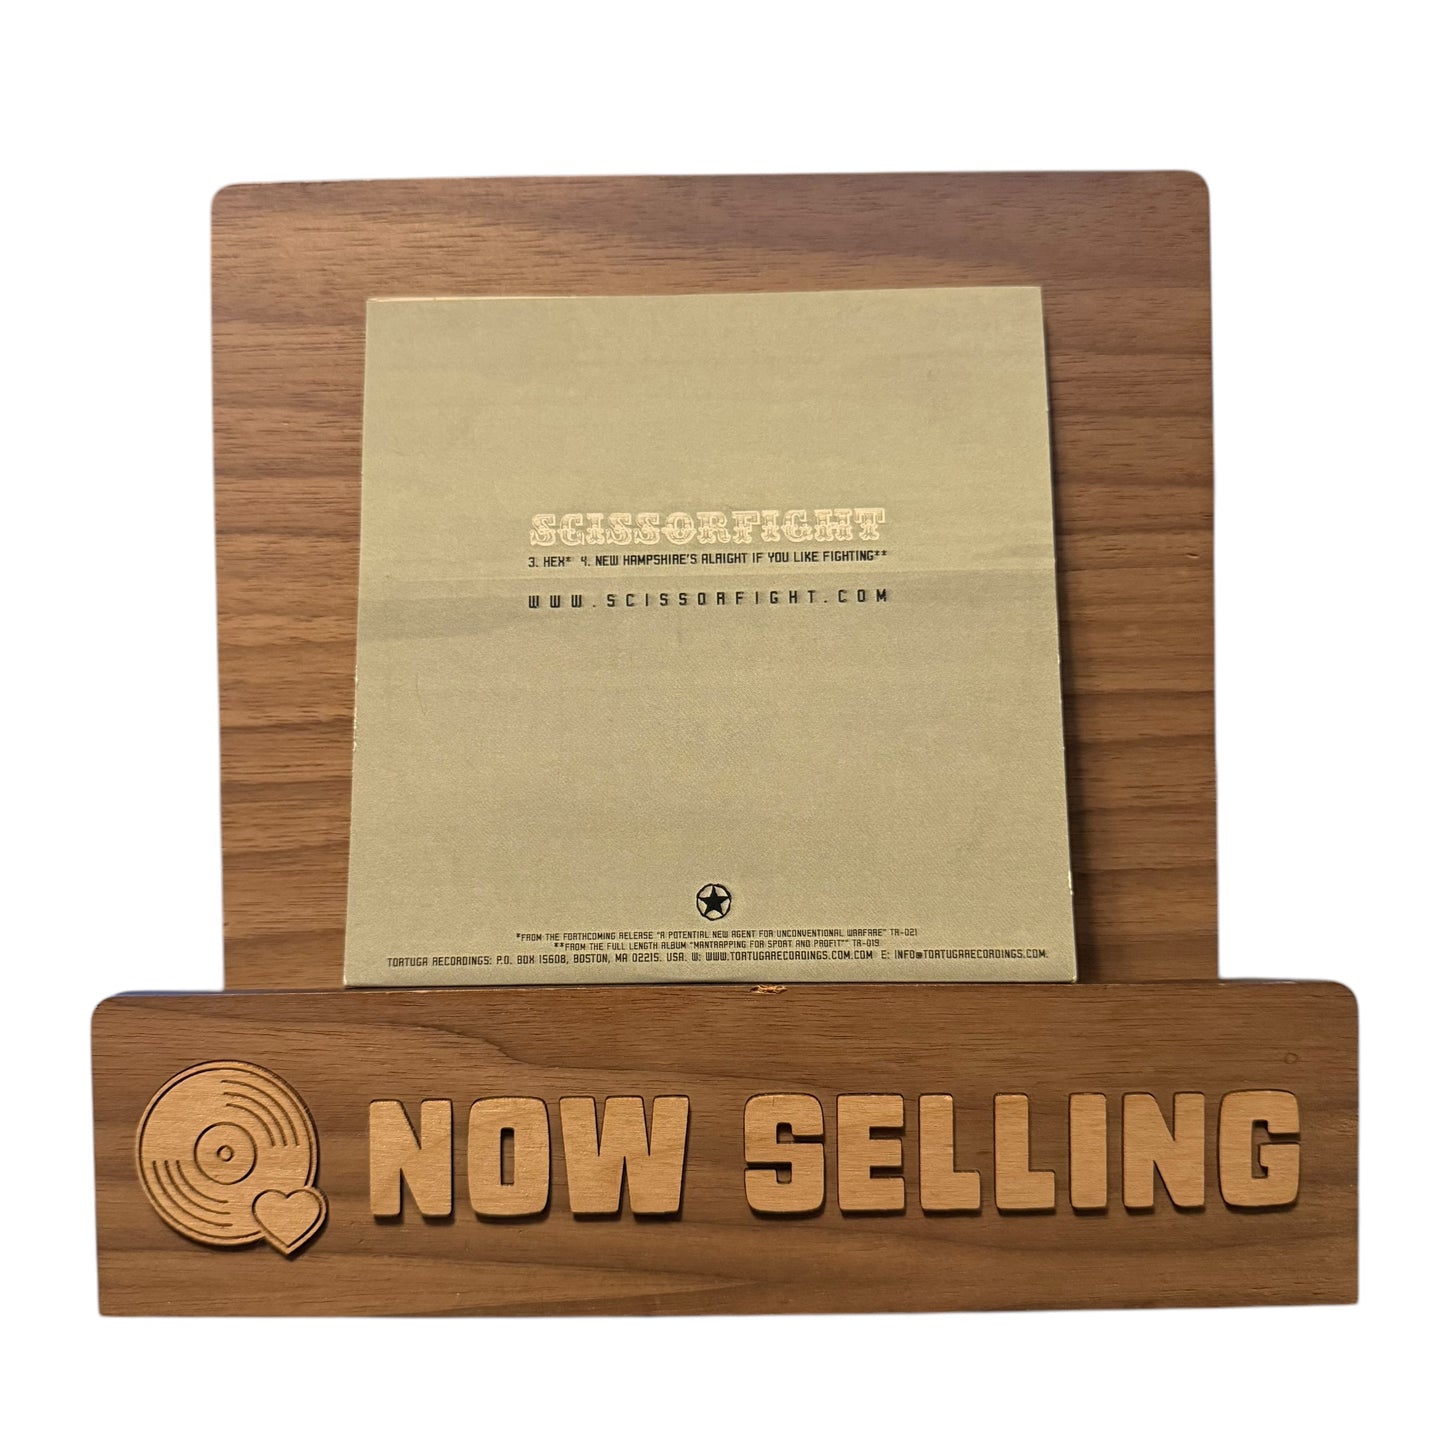 SCISSORFIGHT
3. HEX* 4. NEW HAMPSHIRE'S ALRIGHT IF YOU LIKE FIGHTING**
WWW.SCISSORFIGHT.COM
*FROM THE FORTHCOMING RELEASE "A POTENTIAL NEW AGENT FOR UNCONVENTIONAL WARFARE" TR-021
**FROM THE FULL LENGTH ALBUM "MANTRAPPING FOR SPORT AND PROFIT"" TR-019
TORTUGA RECORDINGS: P.O. BOX 15608, BOSTON, MA 02215. USA. W: WWW.TORTUGARECORDINGS.COM.COM E: INFO@TORTUGARECORDINGS.COM.
NOW SELLING